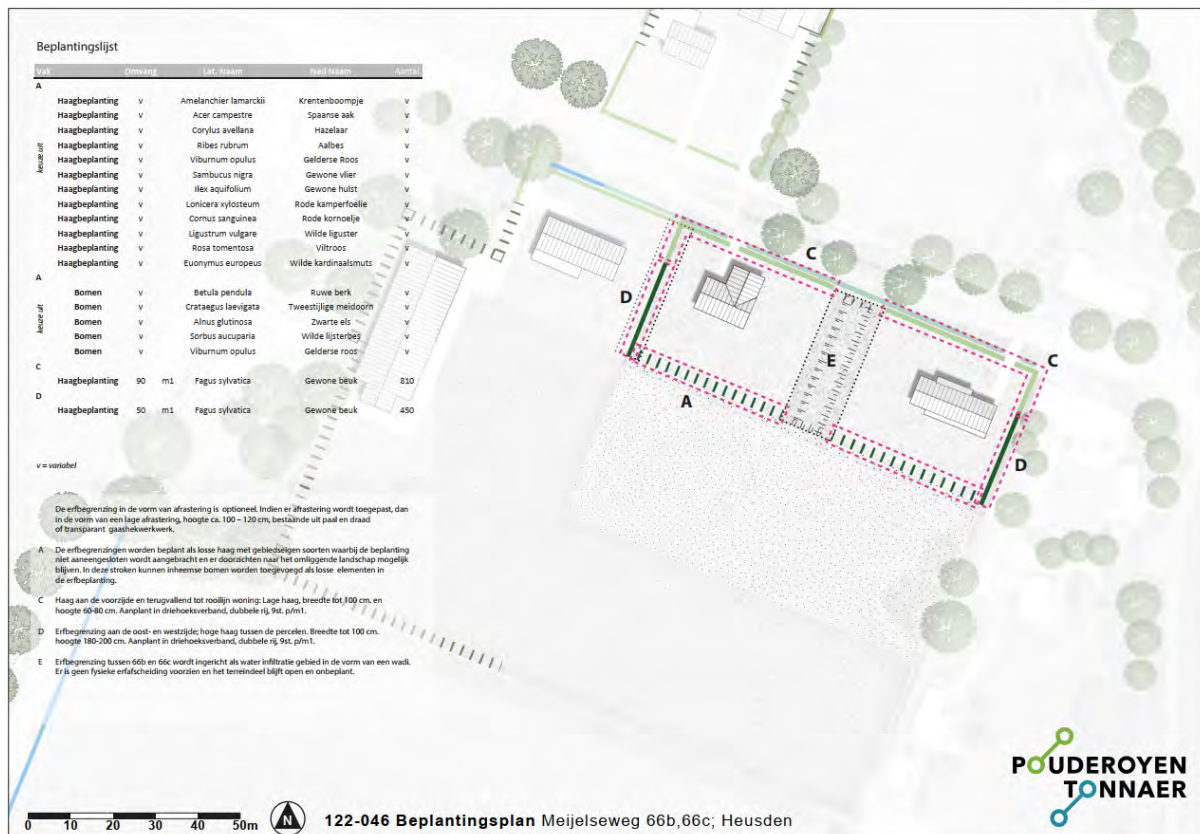 Beplantingslijst
Vak Omvang Lat. Naam Ned Naam Aantal
A
keuze uit
Haagbeplanting v Amelanchier lamarckii Krentenboompje v
Haagbeplanting v Acer campestre Spaanse aak v
Haagbeplanting v Corylus avellana Hazelaar v
Haagbeplanting v Ribes rubrum Aalbes v
Haagbeplanting v Viburnum opulus Gelderse Roos v
Haagbeplanting v Sambucus nigra Gewone vlier v
Haagbeplanting v Ilex aquifolium Gewone hulst v
Haagbeplanting v Lonicera xylosteum Rode kamperfoelie v
Haagbeplanting v Cornus sanguinea Rode kornoelje v
Haagbeplanting v Ligustrum vulgare Wilde liguster v
Haagbeplanting v Rosa tomentosa Viltroos v
Haagbeplanting v Euonymus europeus Wilde kardinaalsmuts v
A
keuze uit
Bomen v Betula pendula Ruwe berk v
Bomen v Crataegus laevigata Tweestijlige meidoorn v
Bomen v Alnus glutinosa Zwarte els v
Bomen v Sorbus aucuparia Wilde lijsterbes v
Bomen v Viburnum opulus Gelderse roos v
C
Haagbeplanting 90 m1 Fagus sylvatica Gewone beuk 810
D
Haagbeplanting 50 m1 Fagus sylvatica Gewone beuk 450
v = variabel
De erfbegrenzing in de vorm van afrastering is optioneel. Indien er afrastering wordt toegepast, dan
in de vorm van een lage afrastering, hoogte ca. 100 – 120 cm, bestaande uit paal en draad
of transparant gaashekwerkwerk.
A De erfbegrenzingen worden beplant als losse haag met gebiedseigen soorten waarbij de beplanting
niet aaneengesloten wordt aangebracht en er doorzichten naar het omliggende landschap mogelijk
blijven. In deze stroken kunnen inheemse bomen worden toegevoegd als losse elementen in
de erfbeplanting.
C Haag aan de voorzijde en terugvallend tot rooilijn woning: Lage haag, breedte tot 100 cm. en
hoogte 60-80 cm. Aanplant in driehoeksverband, dubbele rij, 9st. p/m1.
D Erfbegrenzing aan de oost- en westzijde; hoge haag tussen de percelen. Breedte tot 100 cm.
hoogte 180-200 cm. Aanplant in driehoeksverband, dubbele rij, 9st. p/m1.
E Erfbegrenzing tussen 66b en 66c wordt ingericht als water infiltratie gebied in de vorm van een wadi.
Er is geen fysieke erfafscheiding voorzien en het terreindeel blijft open en onbeplant.
C
D
E
C
A
D
POUDEROYEN
TONNAER
0 10 20 30 40 50m
N
122-046 Beplantingsplan Meijelseweg 66b,66c; Heusden